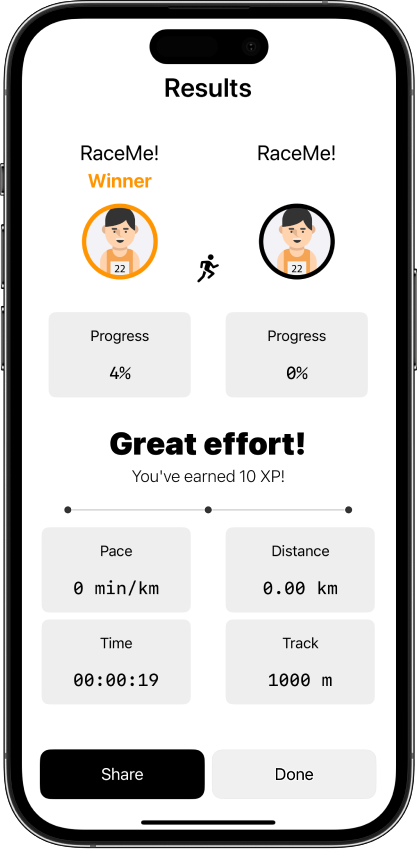 Results
RaceMe! RaceMe!
Winner
22 22
Progress Progress
4% 0%
Great effort!
You've earned 10 XP!
Pace Distance
0 min/km 0.00 km
Time Track
00:00:19 1000 m
Share Done